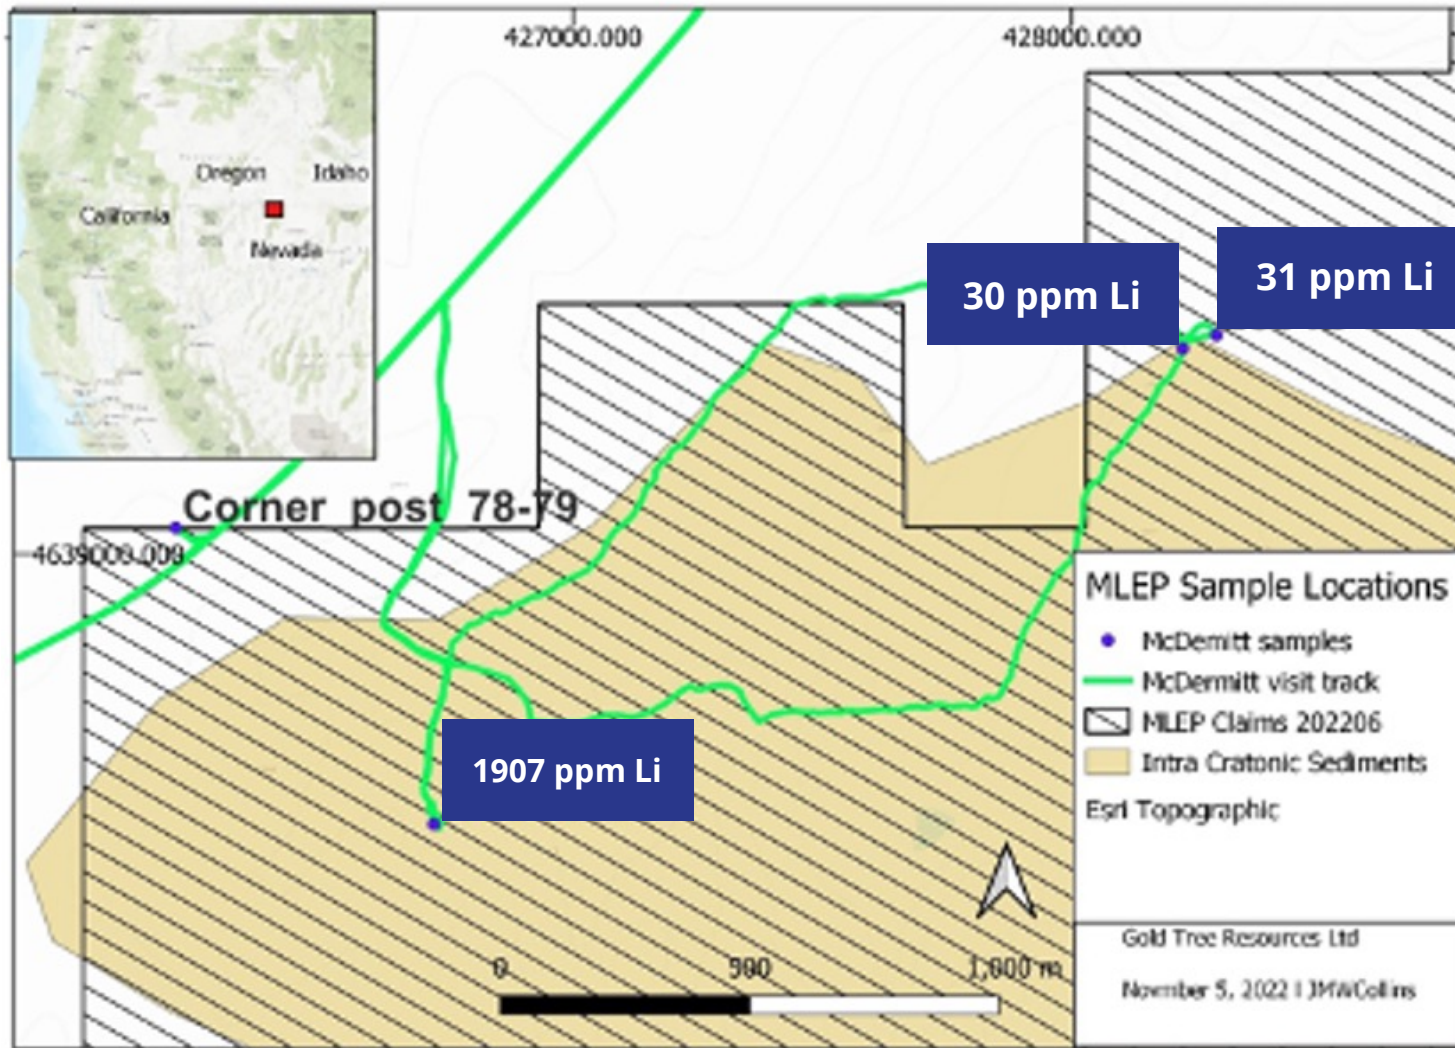 427000.000
428000.000
Oregon
Idaho
California
Nevada
30 ppm Li
31 ppm Li
Corner post 78-79
4639000.000
1907 ppm Li
MLEP Sample Locations
McDemitt samples
McDermitt visit track
MLEP Claims 202206
Intra Cratonic Sediments
Esri Topographic
0
500
1,000 m
Gold Tree Resources Ltd
Novmber 5, 2022 I JMWCollins